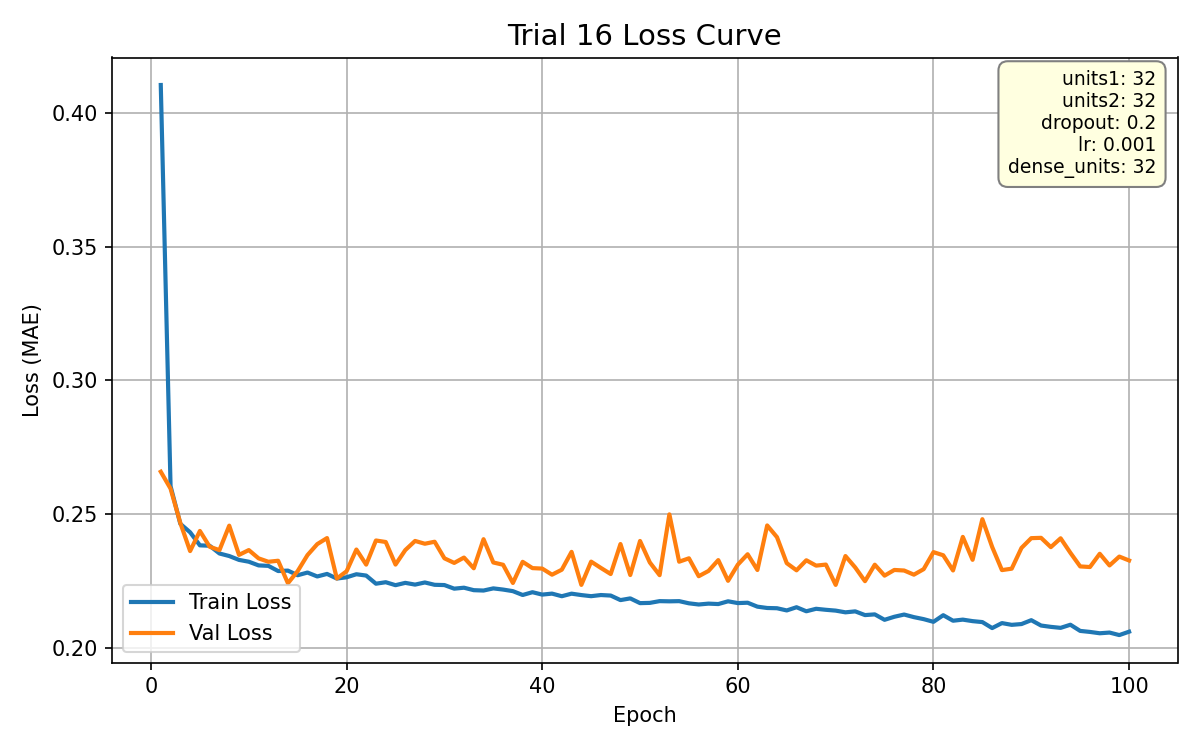 Trial 16 Loss Curve
units1: 32
units2: 32
dropout: 0.2
lr: 0.001
dense_units: 32
Loss (MAE)
0.40
0.35
0.30
0.25
0.20
Train Loss
Val Loss
0 20 40 60 80 100
Epoch